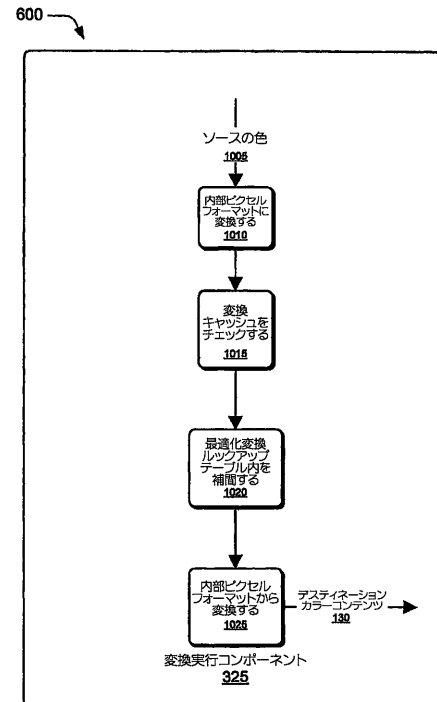 600
ソースの色
1005
内部ピクセル
フォーマットに
変換する
1010
変換
キャッシュを
チェックする
1015
最適化変換
ルックアップ
テーブル内を
補間する
1020
内部ピクセル
フォーマットから
変換する
1025
デスティネーション
カラーコンテンツ
130
変換実行コンポーネント
325